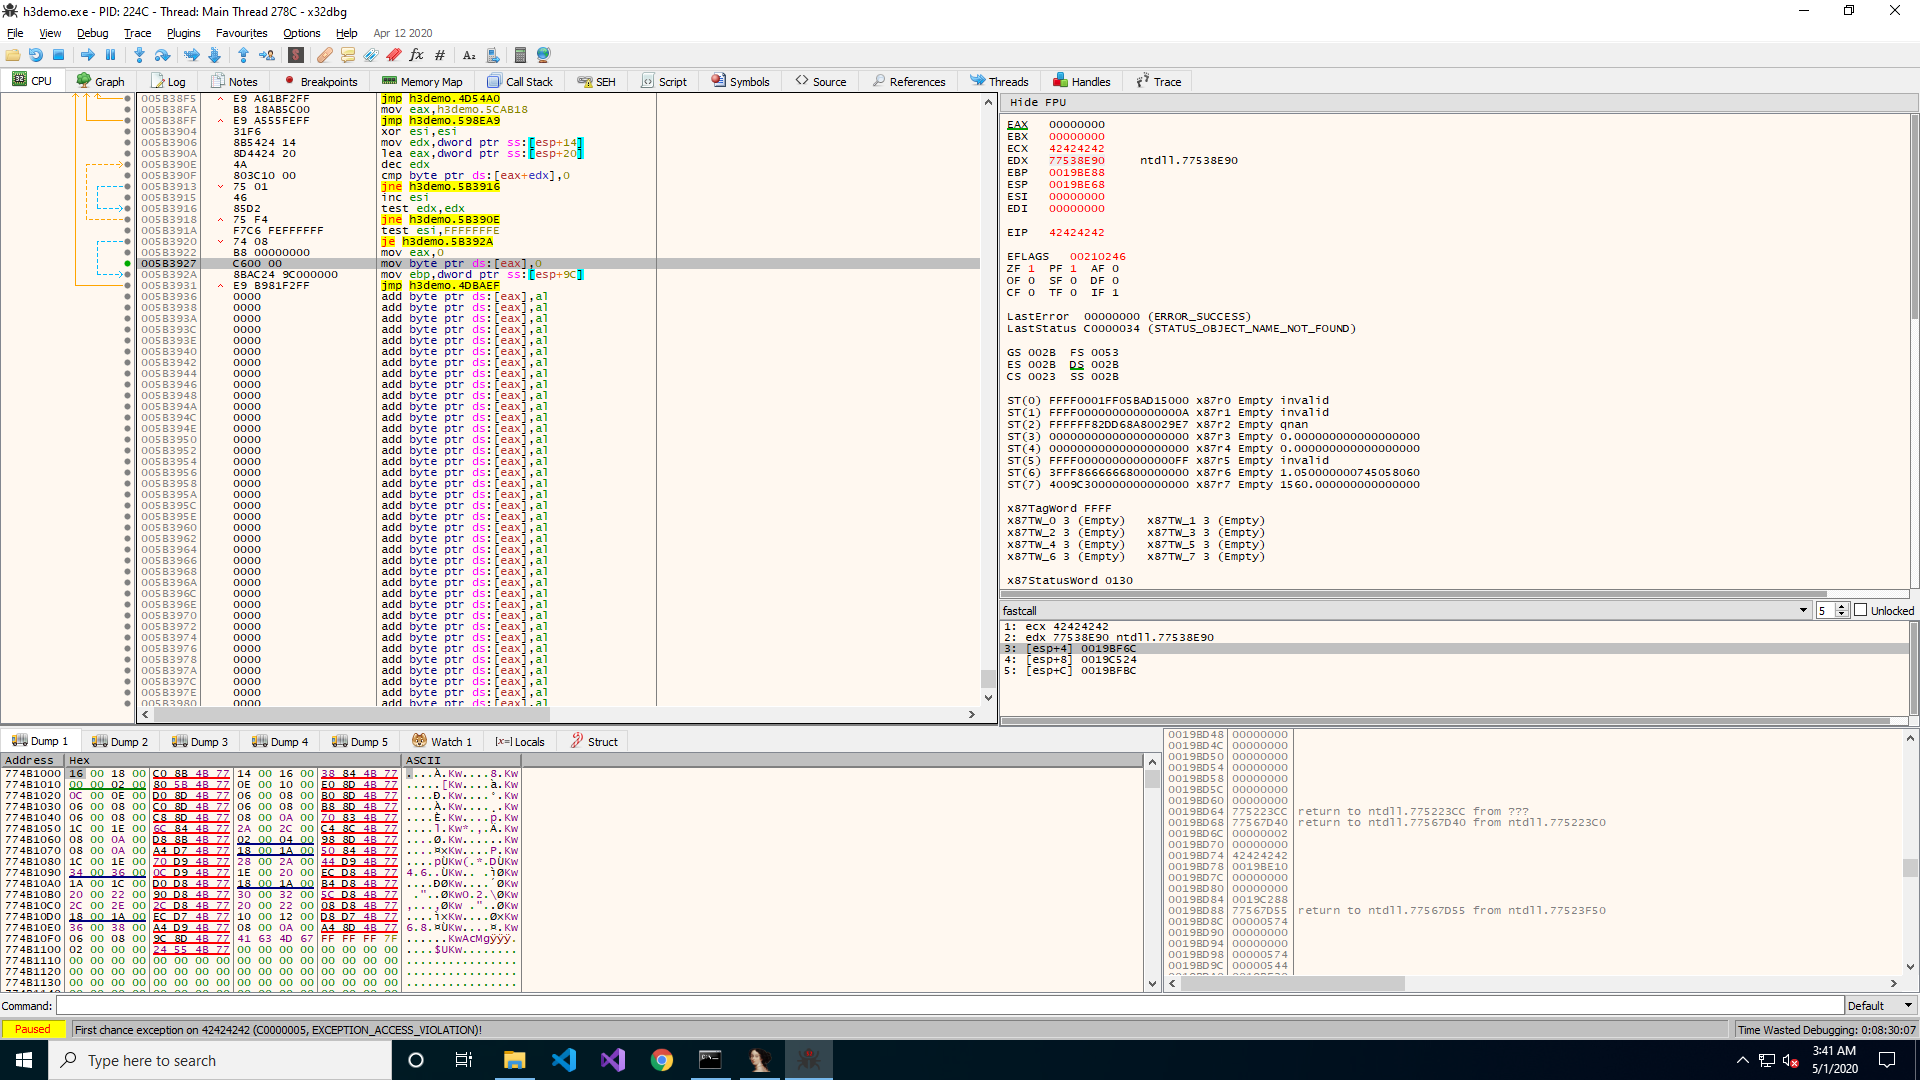 h3demo.exe - PID: 224C - Thread: Main Thread 278C - x32dbg
File View Debug Trace Plugins Favourites Options Help Apr 12 2020
CPU Graph Log Notes Breakpoints Memory Map Call Stack SEH Script Symbols Source References Threads Handles Trace
005B38F5 E9 A61BF2FF jmp h3demo.4D54A0
005B38FA B8 18AB5C00 mov eax,h3demo.5CAB18
005B38FF E9 A555FEFF jmp h3demo.598EA9
005B3904 31F6 xor esi,esi
005B3906 8B5424 14 mov edx,dword ptr ss:[esp+14]
005B390A 8D4424 20 lea eax,dword ptr ss:[esp+20]
005B390E 4A dec edx
005B390F 803C10 00 cmp byte ptr ds:[eax+edx],0
005B3913 75 01 jne h3demo.5B3916
005B3915 46 inc esi
005B3916 85D2 test edx,edx
005B3918 75 F4 jne h3demo.5B390E
005B391A F7C6 FEFFFFFF test esi,FFFFFFFE
005B3920 74 08 je h3demo.5B392A
005B3922 B8 00000000 mov eax,0
005B3927 C600 00 mov byte ptr ds:[eax],0
005B392A 8BAC24 9C000000 mov ebp,dword ptr ss:[esp+9C]
005B3931 E9 B981F2FF jmp h3demo.4DBAEF
005B3936 0000 add byte ptr ds:[eax],al
005B3938 0000 add byte ptr ds:[eax],al
005B393A 0000 add byte ptr ds:[eax],al
005B393C 0000 add byte ptr ds:[eax],al
005B393E 0000 add byte ptr ds:[eax],al
005B3940 0000 add byte ptr ds:[eax],al
005B3942 0000 add byte ptr ds:[eax],al
005B3944 0000 add byte ptr ds:[eax],al
005B3946 0000 add byte ptr ds:[eax],al
005B3948 0000 add byte ptr ds:[eax],al
005B394A 0000 add byte ptr ds:[eax],al
005B394C 0000 add byte ptr ds:[eax],al
005B394E 0000 add byte ptr ds:[eax],al
005B3950 0000 add byte ptr ds:[eax],al
005B3952 0000 add byte ptr ds:[eax],al
005B3954 0000 add byte ptr ds:[eax],al
005B3956 0000 add byte ptr ds:[eax],al
005B3958 0000 add byte ptr ds:[eax],al
005B395A 0000 add byte ptr ds:[eax],al
005B395C 0000 add byte ptr ds:[eax],al
005B395E 0000 add byte ptr ds:[eax],al
005B3960 0000 add byte ptr ds:[eax],al
005B3962 0000 add byte ptr ds:[eax],al
005B3964 0000 add byte ptr ds:[eax],al
005B3966 0000 add byte ptr ds:[eax],al
005B3968 0000 add byte ptr ds:[eax],al
005B396A 0000 add byte ptr ds:[eax],al
005B396C 0000 add byte ptr ds:[eax],al
005B396E 0000 add byte ptr ds:[eax],al
005B3970 0000 add byte ptr ds:[eax],al
005B3972 0000 add byte ptr ds:[eax],al
005B3974 0000 add byte ptr ds:[eax],al
005B3976 0000 add byte ptr ds:[eax],al
005B3978 0000 add byte ptr ds:[eax],al
005B397A 0000 add byte ptr ds:[eax],al
005B397C 0000 add byte ptr ds:[eax],al
005B397E 0000 add byte ptr ds:[eax],al
005B3980 0000 add byte ptr ds:[eax],al
Hide FPU
EAX 00000000
EBX 00000000
ECX 42424242
EDX 77538E90 ntdll.77538E90
EBP 0019BE88
ESP 0019BE68
ESI 00000000
EDI 00000000
EIP 42424242
EFLAGS 00210246
ZF 1 PF 1 AF 0
OF 0 SF 0 DF 0
CF 0 TF 0 IF 1
LastError 00000000 (ERROR_SUCCESS)
LastStatus C0000034 (STATUS_OBJECT_NAME_NOT_FOUND)
GS 002B FS 0053
ES 002B DS 002B
CS 0023 SS 002B
ST(0) FFFF0001FF05BAD15000 x87r0 Empty invalid
ST(1) FFFF000000000000000A x87r1 Empty invalid
ST(2) FFFFFF82DD68A80029E7 x87r2 Empty qnan
ST(3) 00000000000000000000 x87r3 Empty 0.000000000000000000
ST(4) 00000000000000000000 x87r4 Empty 0.000000000000000000
ST(5) FFFF00000000000000FF x87r5 Empty invalid
ST(6) 3FFF8666666800000000 x87r6 Empty 1.050000000745058060
ST(7) 4009C300000000000000 x87r7 Empty 1560.000000000000000
x87TagWord FFFF
x87TW_0 3 (Empty) x87TW_1 3 (Empty)
x87TW_2 3 (Empty) x87TW_3 3 (Empty)
x87TW_4 3 (Empty) x87TW_5 3 (Empty)
x87TW_6 3 (Empty) x87TW_7 3 (Empty)
x87StatusWord 0130
fastcall 5 Unlocked
1: ecx 42424242
2: edx 77538E90 ntdll.77538E90
3: [esp+4] 0019BF6C
4: [esp+8] 0019C524
5: [esp+C] 0019BFBC
Dump 1 Dump 2 Dump 3 Dump 4 Dump 5 Watch 1 [x=] Locals Struct
Address Hex ASCII
774B1000 16 00 18 00 C0 8B 4B 77 14 00 16 00 38 84 4B 77 ....À.Kw....8.Kw
774B1010 00 00 02 00 80 5B 4B 77 0E 00 10 00 E0 8D 4B 77 .....[Kw....à.Kw
774B1020 0C 00 0E 00 D0 8D 4B 77 06 00 08 00 B0 8D 4B 77 ....Ð.Kw....°.Kw
774B1030 06 00 08 00 C0 8D 4B 77 06 00 08 00 B8 8D 4B 77 ....À.Kw....¸.Kw
774B1040 06 00 08 00 C8 8D 4B 77 08 00 0A 00 70 83 4B 77 ....È.Kw....p.Kw
774B1050 1C 00 1E 00 6C 84 4B 77 2A 00 2C 00 C4 8C 4B 77 ....l.Kw*.,.Ä.Kw
774B1060 08 00 0A 00 D8 8B 4B 77 02 00 04 00 98 8D 4B 77 ....Ø.Kw......Kw
774B1070 08 00 0A 00 A4 D7 4B 77 18 00 1A 00 50 84 4B 77 ....¤×Kw....P.Kw
774B1080 1C 00 1E 00 70 D9 4B 77 28 00 2A 00 44 D9 4B 77 ....pÙKw(.*.DÙKw
774B1090 34 00 36 00 0C D9 4B 77 1E 00 20 00 EC D8 4B 77 4.6..ÙKw.. .ìØKw
774B10A0 1A 00 1C 00 D0 D8 4B 77 18 00 1A 00 B4 D8 4B 77 ....ÐØKw....´ØKw
774B10B0 20 00 22 00 90 D8 4B 77 30 00 32 00 5C D8 4B 77 ."..ØKw0.2.\ØKw
774B10C0 2C 00 2E 00 2C D8 4B 77 20 00 22 00 08 D8 4B 77 ,...,ØKw ."..ØKw
774B10D0 18 00 1A 00 EC D7 4B 77 10 00 12 00 D8 D7 4B 77 ....ì×Kw....Ø×Kw
774B10E0 36 00 38 00 A4 D9 4B 77 08 00 0A 00 A4 8D 4B 77 6.8.¤ÙKw....¤.Kw
774B10F0 06 00 08 00 9C 8D 4B 77 41 63 4D 67 FF FF FF 7F ......KwAcMgÿÿÿ.
774B1100 02 00 00 00 24 55 4B 77 00 00 00 00 00 00 00 00 ....$UKw........
774B1110 00 00 00 00 00 00 00 00 00 00 00 00 00 00 00 00 ................
774B1120 00 00 00 00 00 00 00 00 00 00 00 00 00 00 00 00 ................
774B1130 00 00 00 00 00 00 00 00 00 00 00 00 00 00 00 00 ................
0019BD48 00000000
0019BD4C 00000000
0019BD50 00000000
0019BD54 00000000
0019BD58 00000000
0019BD5C 00000000
0019BD60 00000000
0019BD64 775223CC return to ntdll.775223CC from ???
0019BD68 77567D40 return to ntdll.77567D40 from ntdll.775223C0
0019BD6C 00000002
0019BD70 00000000
0019BD74 42424242
0019BD78 0019BE10
0019BD7C 00000000
0019BD80 00000000
0019BD84 0019C288
0019BD88 77567D55 return to ntdll.77567D55 from ntdll.77523F50
0019BD8C 00000574
0019BD90 00000000
0019BD94 00000000
0019BD98 00000574
0019BD9C 00000544
Command: Default
Paused First chance exception on 42424242 (C0000005, EXCEPTION_ACCESS_VIOLATION)! Time Wasted Debugging: 0:08:30:07
Type here to search
3:41 AM
5/1/2020